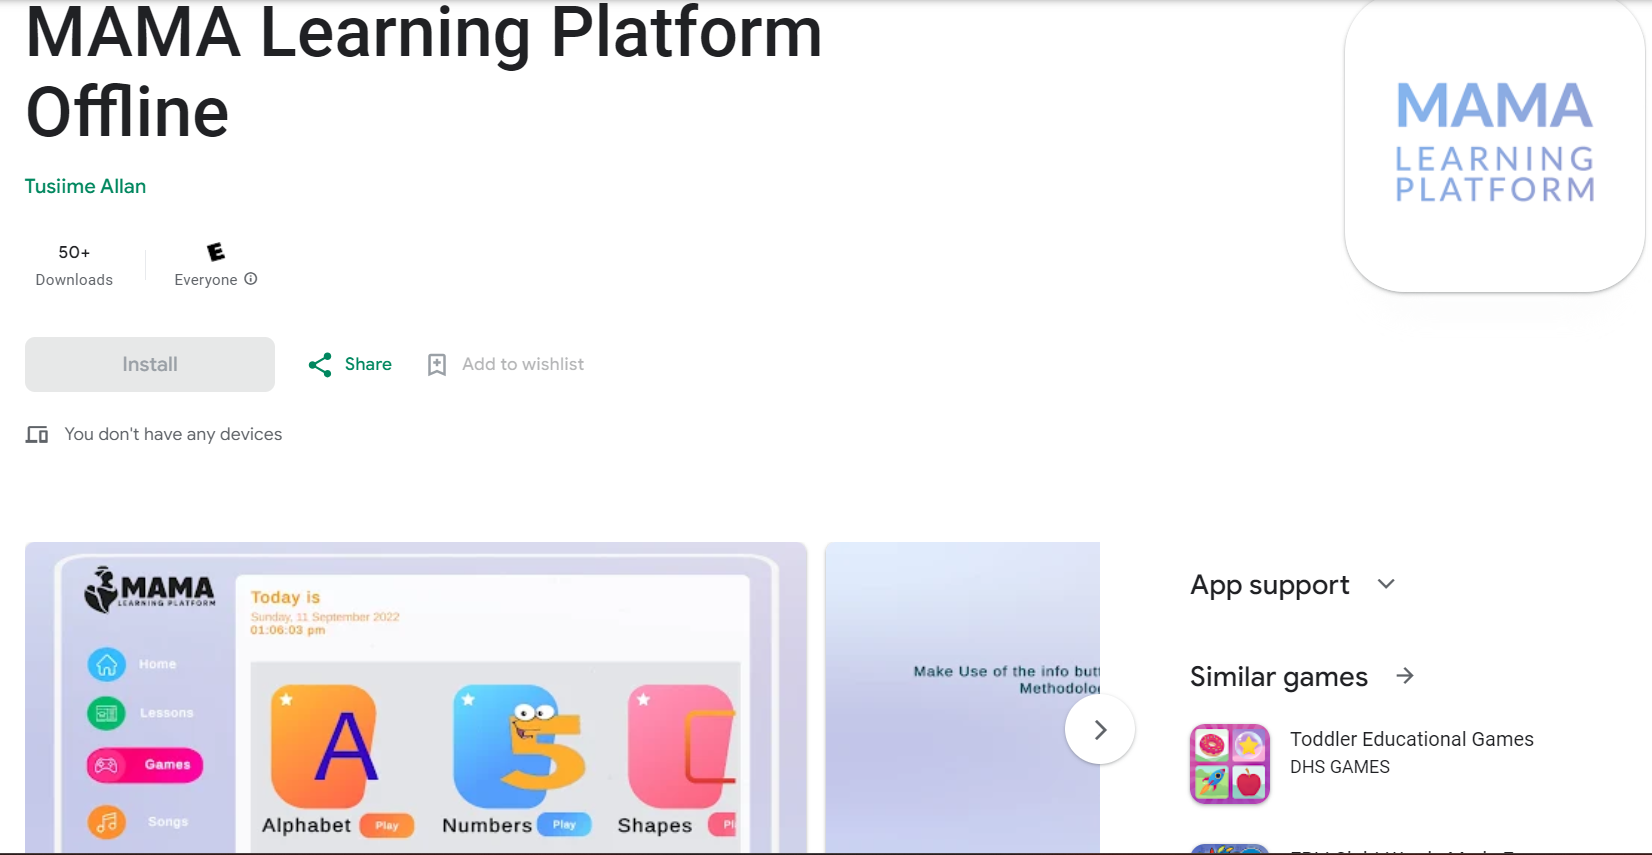 MAMA Learning Platform
Offline
Tusiime Allan
50+
Downloads
E
Everyone
Install
Share
Add to wishlist
You don't have any devices
MAMA
LEARNING
PLATFORM
MAMA
LEARNING PLATFORM
Home
Lessons
Games
Songs
Today is
Sunday, 11 September 2022
01:06:03 pm
A
5
Alphabet
Play
Numbers
Play
Shapes
Make Use of the info
App support
Similar games
Toddler Educational Games
DHS GAMES